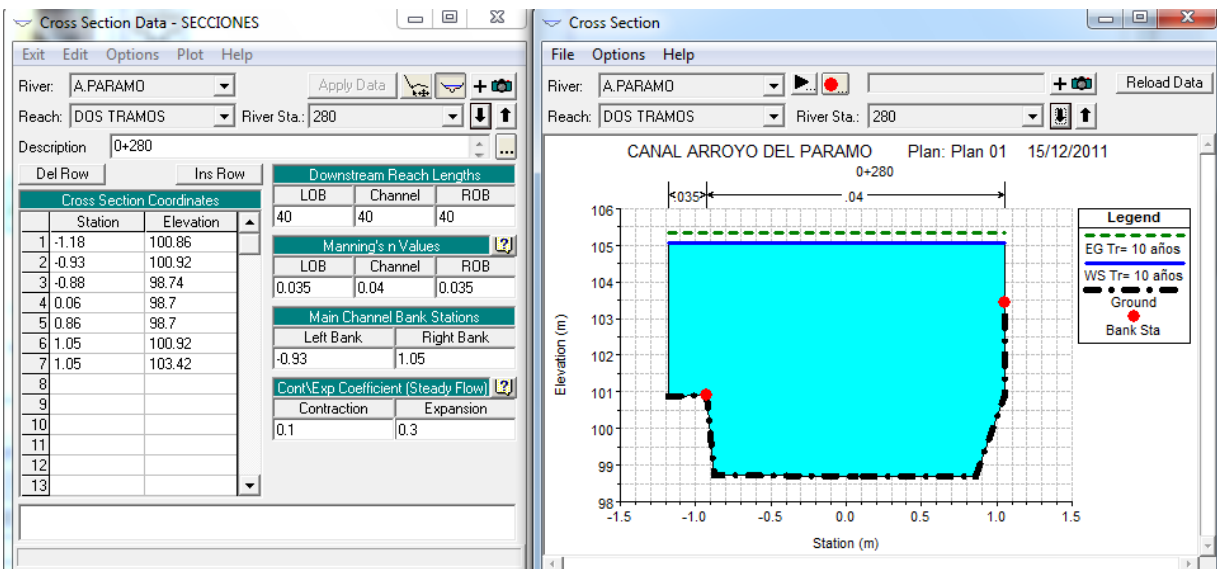 Cross Section Data - SECCIONES
Exit Edit Options Plot Help
River: A.PARAMO Apply Data
Reach: DOS TRAMOS River Sta.: 280
Description 0+280 ...
Del Row Ins Row
Cross Section Coordinates
Station Elevation
1 -1.18 100.86
2 -0.93 100.92
3 -0.88 98.74
4 0.06 98.7
5 0.86 98.7
6 1.05 100.92
7 1.05 103.42
8
9
10
11
12
13
Downstream Reach Lengths
LOB Channel ROB
40 40 40
Manning's n Values
LOB Channel ROB
0.035 0.04 0.035
Main Channel Bank Stations
Left Bank Right Bank
-0.93 1.05
Cont\Exp Coefficient (Steady Flow)
Contraction Expansion
0.1 0.3
Cross Section
File Options Help
River: A.PARAMO Reload Data
Reach: DOS TRAMOS River Sta.: 280
CANAL ARROYO DEL PARAMO Plan: Plan 01 15/12/2011
0+280
.035 .04
106
105
104
103
102
101
100
99
98
Elevation (m)
-1.5 -1.0 -0.5 0.0 0.5 1.0 1.5
Station (m)
Legend
EG Tr= 10 años
WS Tr= 10 años
Ground
Bank Sta